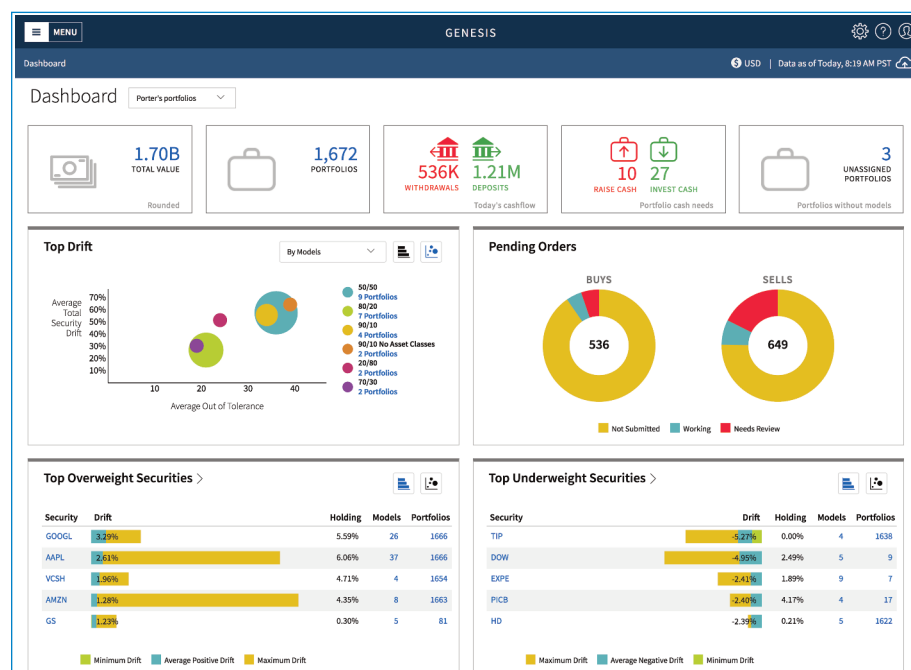 MENU
GENESIS
Dashboard
USD | Data as of Today, 8:19 AM PST
Dashboard
Porter's portfolios
1.70B
TOTAL VALUE
Rounded
1,672
PORTFOLIOS
536K 1.21M
WITHDRAWALS DEPOSITS
Today's cashflow
10 27
RAISE CASH INVEST CASH
Portfolio cash needs
3
UNASSIGNED
PORTFOLIOS
Portfolios without models
Top Drift
By Models
Average
Total
Security
Drift
70%
60%
50%
40%
30%
20%
10%
10 20 30 40
Average Out of Tolerance
50/50
9 Portfolios
80/20
7 Portfolios
90/10
4 Portfolios
90/10 No Asset Classes
2 Portfolios
20/80
2 Portfolios
70/30
2 Portfolios
Pending Orders
BUYS SELLS
536 649
Not Submitted Working Needs Review
Top Overweight Securities
Security Drift Holding Models Portfolios
GOOGL 3.29% 5.59% 26 1666
AAPL 2.61% 6.06% 37 1666
VCSH 1.96% 4.71% 4 1654
AMZN 1.28% 4.35% 8 1663
GS 1.23% 0.30% 5 81
Minimum Drift Average Positive Drift Maximum Drift
Top Underweight Securities
Security Drift Holding Models Portfolios
TIP -5.27% 0.00% 4 1638
DOW -4.95% 2.49% 5 9
EXPE -2.41% 1.89% 9 7
PICB -2.40% 4.17% 4 17
HD -2.39% 0.21% 5 1622
Maximum Drift Average Negative Drift Minimum Drift